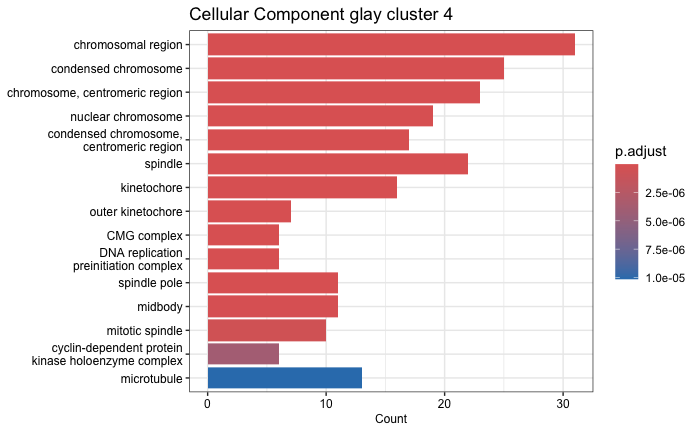 Cellular Component glay cluster 4
chromosomal region
condensed chromosome
chromosome, centromeric region
nuclear chromosome
condensed chromosome,
centromeric region
spindle
kinetochore
outer kinetochore
CMG complex
DNA replication
preinitiation complex
spindle pole
midbody
mitotic spindle
cyclin-dependent protein
kinase holoenzyme complex
microtubule
0
10
20
30
Count
p.adjust
2.5e-06
5.0e-06
7.5e-06
1.0e-05